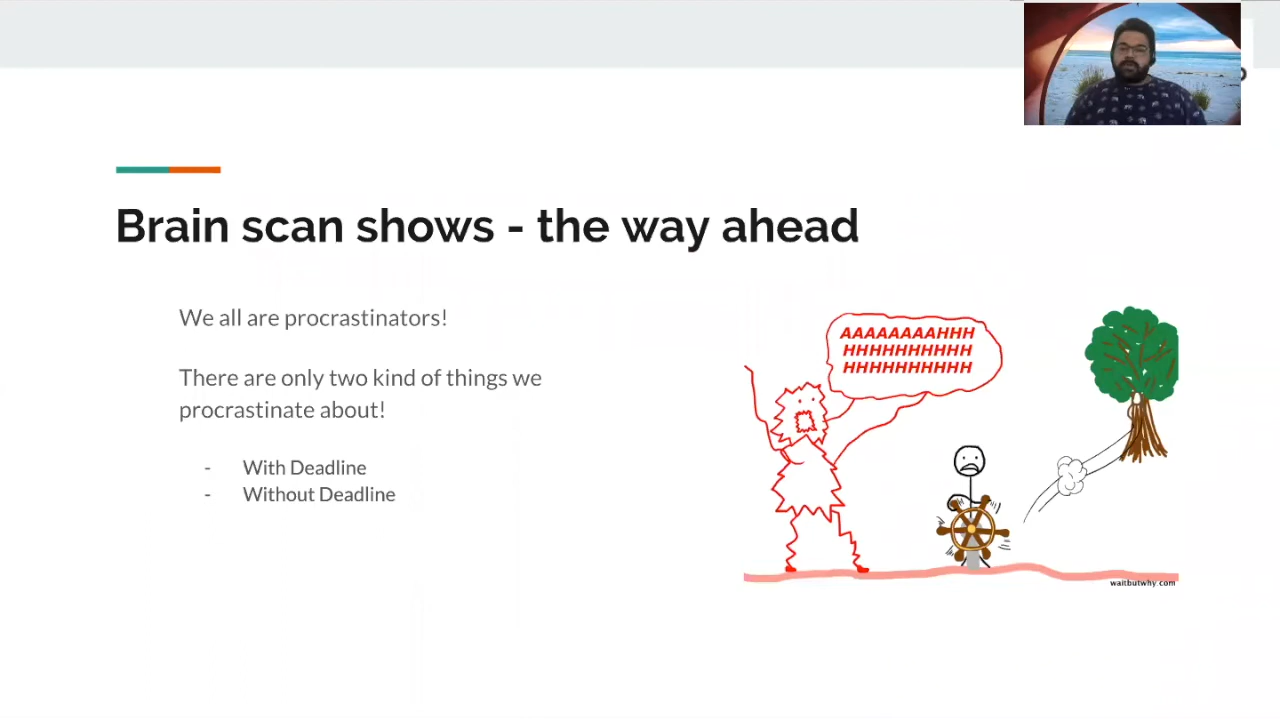 Brain scan shows - the way ahead
We all are procrastinators!
There are only two kind of things we
procrastinate about!
- With Deadline
- Without Deadline
AAAAAAAAHHH
HHHHHHHHHH
HHHHHHHHHH
waitbutwhy.com